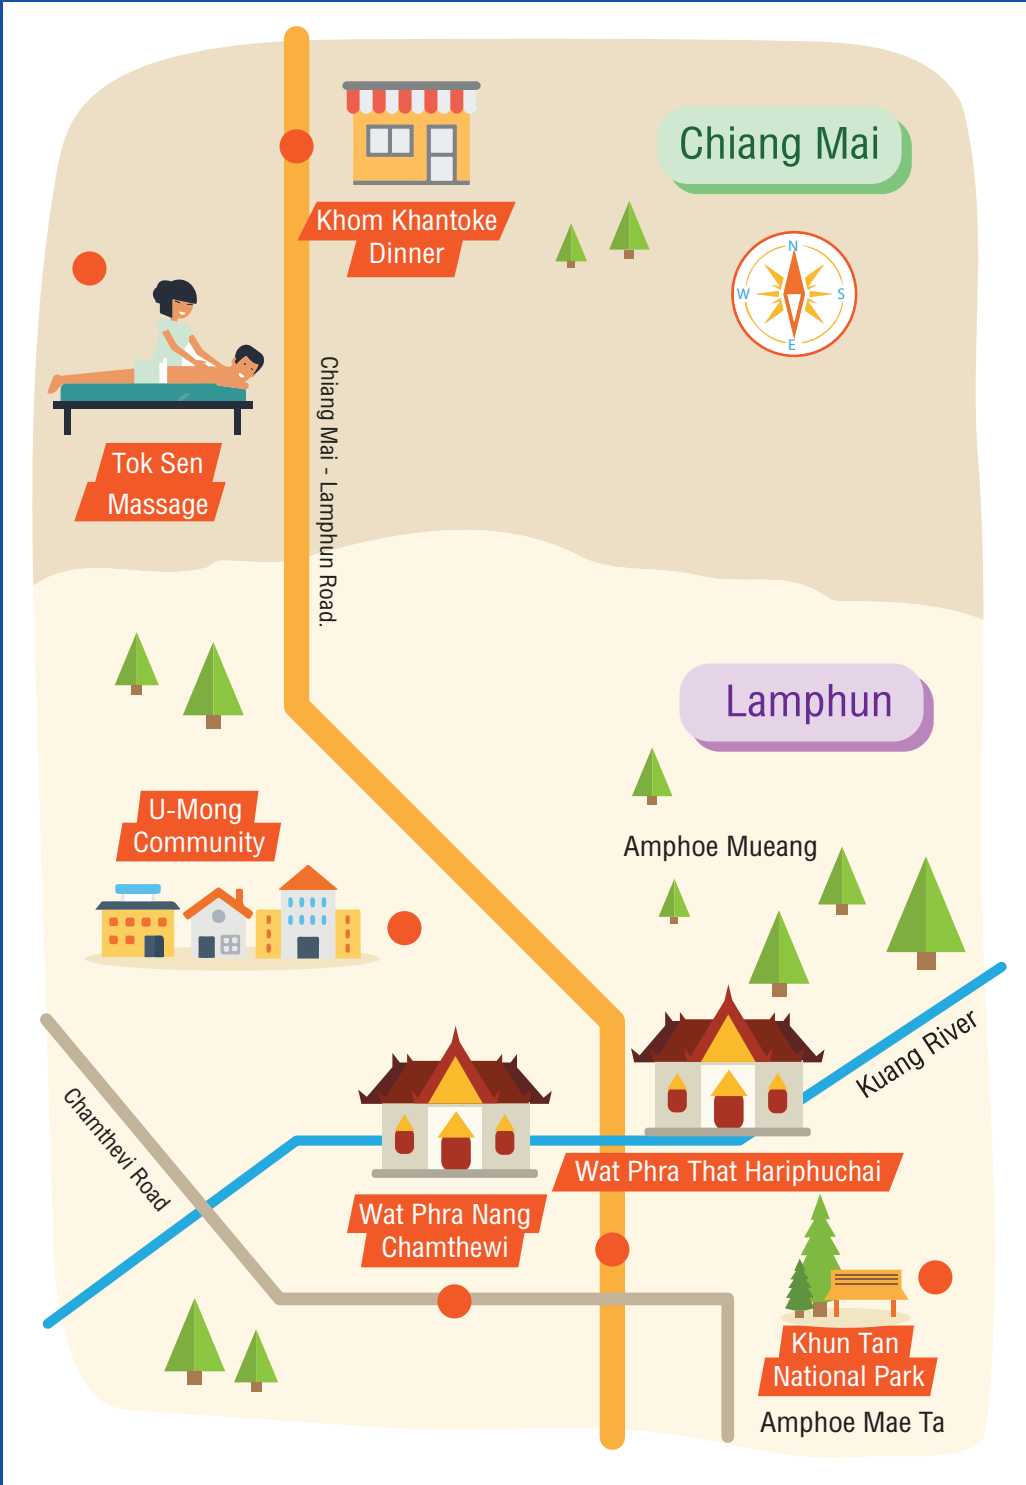 Chiang Mai
Khom Khantoke
Dinner
N
W
S
E
Tok Sen
Massage
Chiang Mai - Lamphun Road.
Lamphun
U-Mong
Community
Amphoe Mueang
Kuang River
Chamthevi Road
Wat Phra That Hariphuchai
Wat Phra Nang
Chamthewi
Khun Tan
National Park
Amphoe Mae Ta